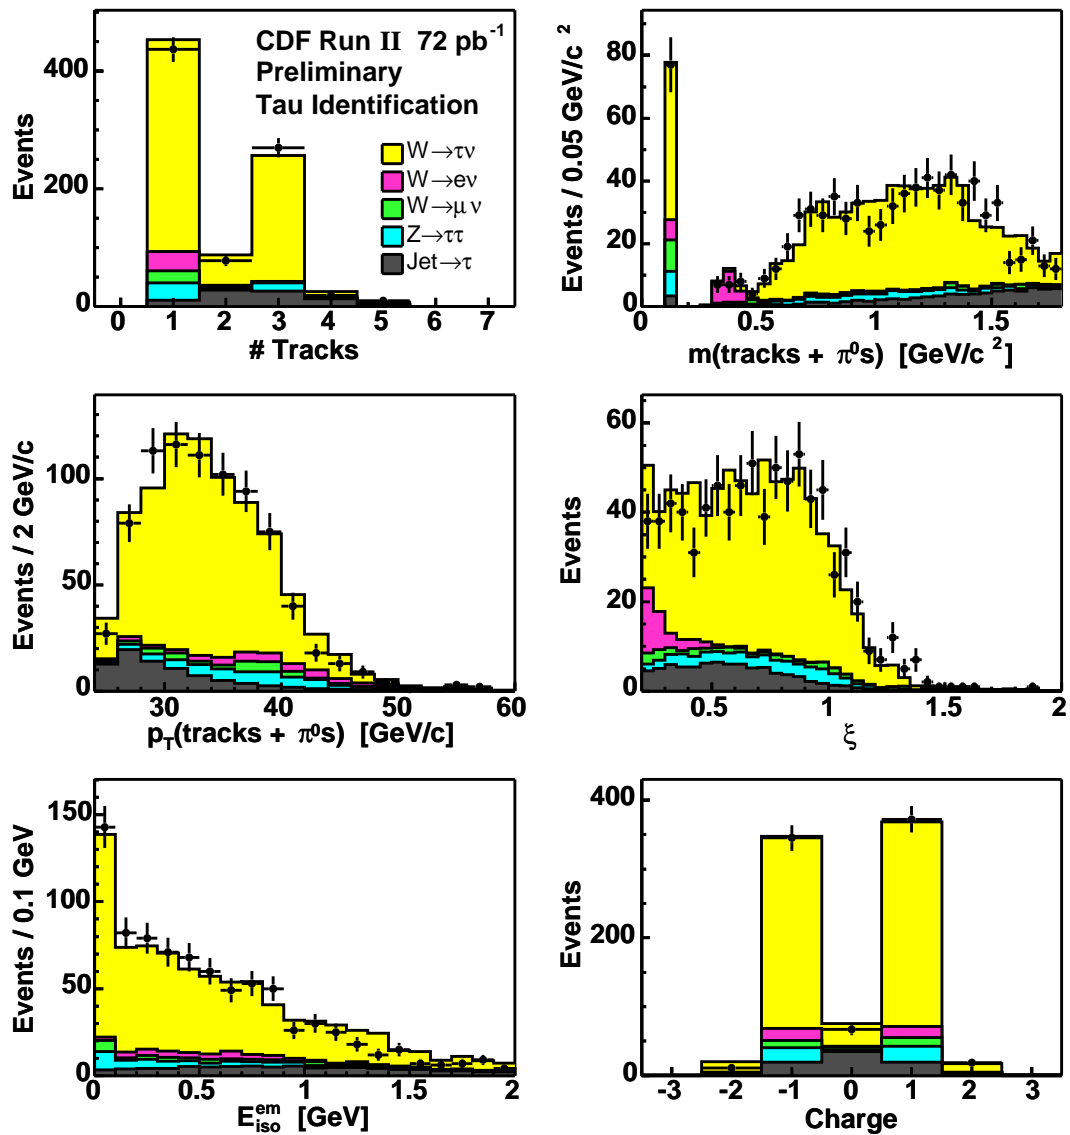 CDF Run II 72 pb⁻¹
Preliminary
Tau Identification
W→τν
W→eν
W→μ ν
Z→ττ
Jet→τ
Events
400
200
0
0 1 2 3 4 5 6 7
# Tracks
Events / 0.05 GeV/c ²
80
60
40
20
0
0 0.5 1 1.5
m(tracks + π⁰s) [GeV/c ²]
Events / 2 GeV/c
100
50
0
30 40 50 60
p_T(tracks + π⁰s) [GeV/c]
Events
60
40
20
0
0.5 1 1.5 2
ξ
Events / 0.1 GeV
150
100
50
0
0 0.5 1 1.5 2
E_iso^em [GeV]
Events
400
200
0
-3 -2 -1 0 1 2 3
Charge